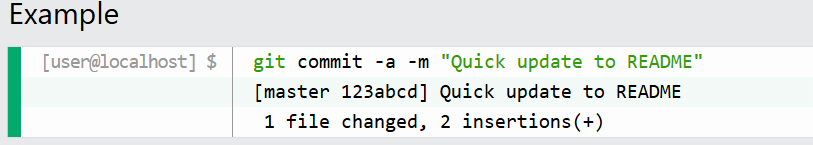 Example
[user@localhost] $ git commit -a -m "Quick update to README"
[master 123abcd] Quick update to README
1 file changed, 2 insertions(+)